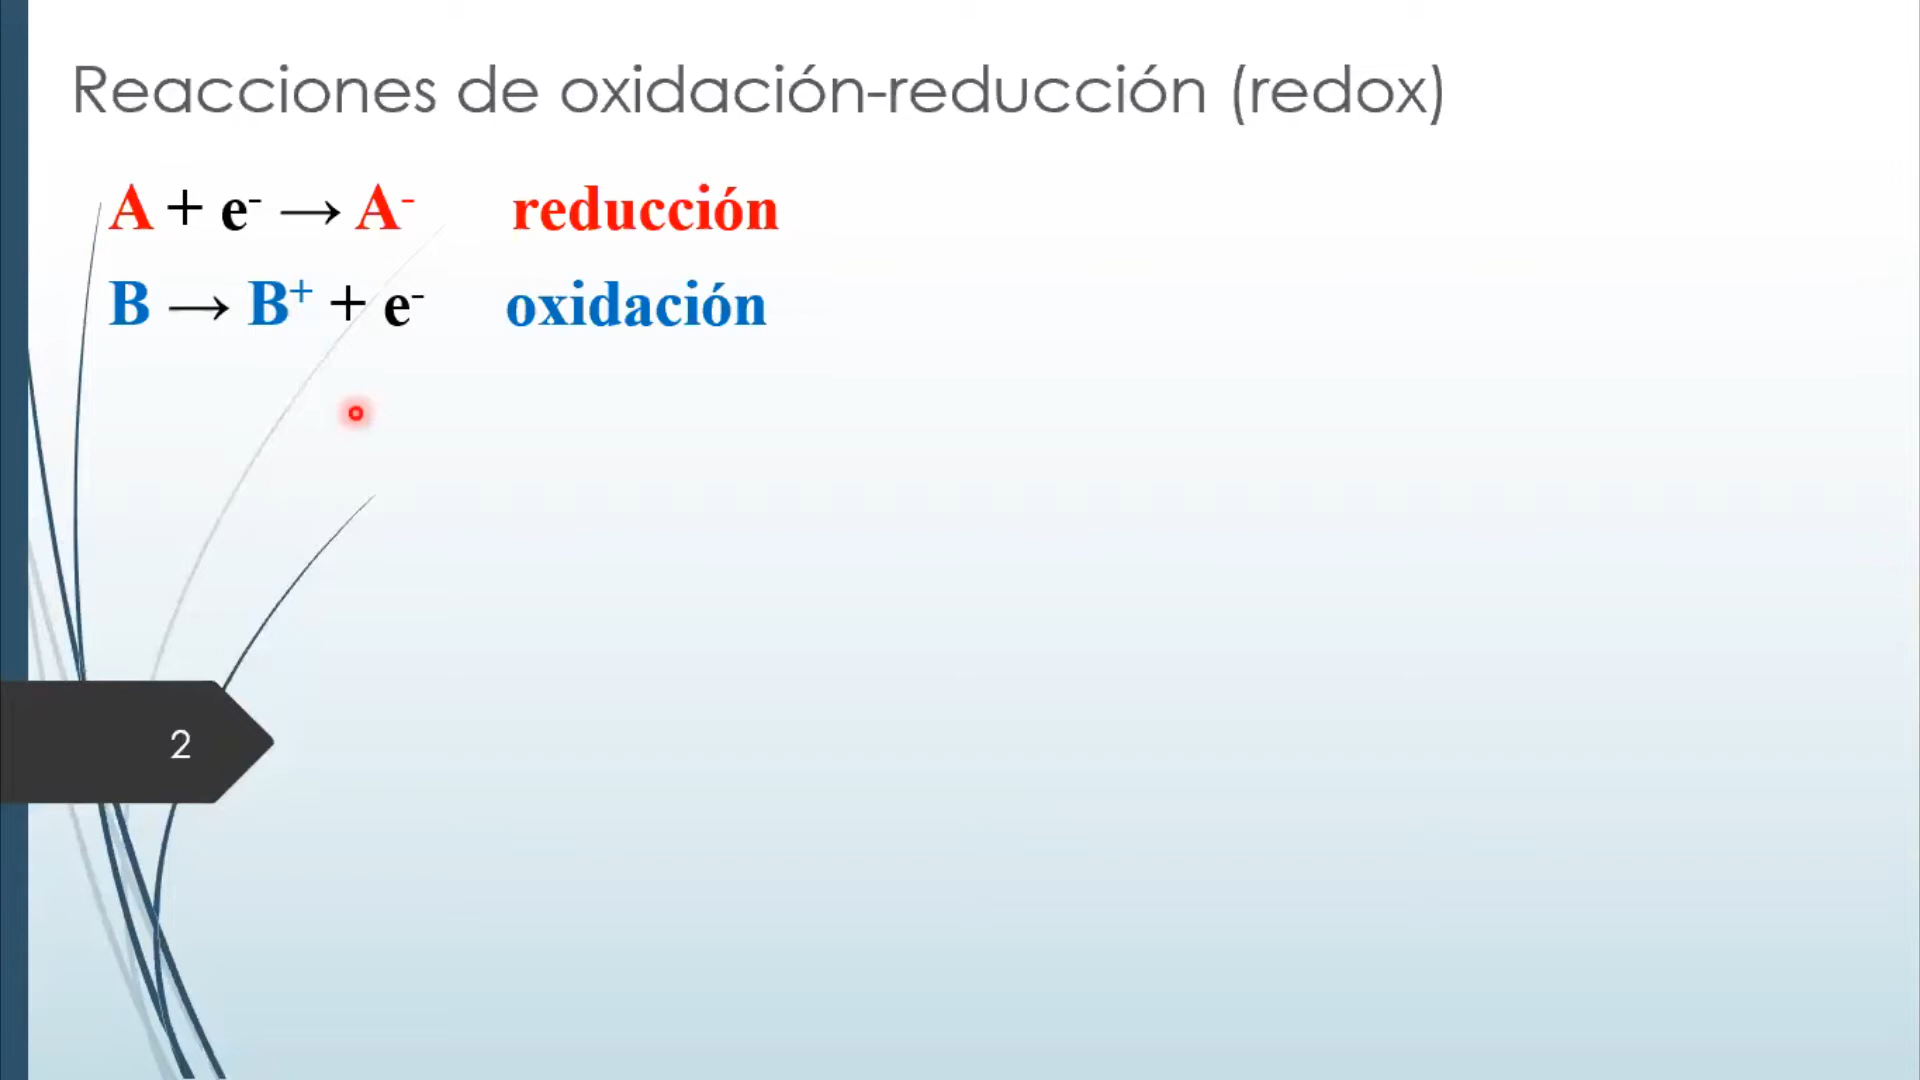 Reacciones de oxidación-reducción (redox)
A + e⁻ → A⁻ reducción
B → B⁺ + e⁻ oxidación
2